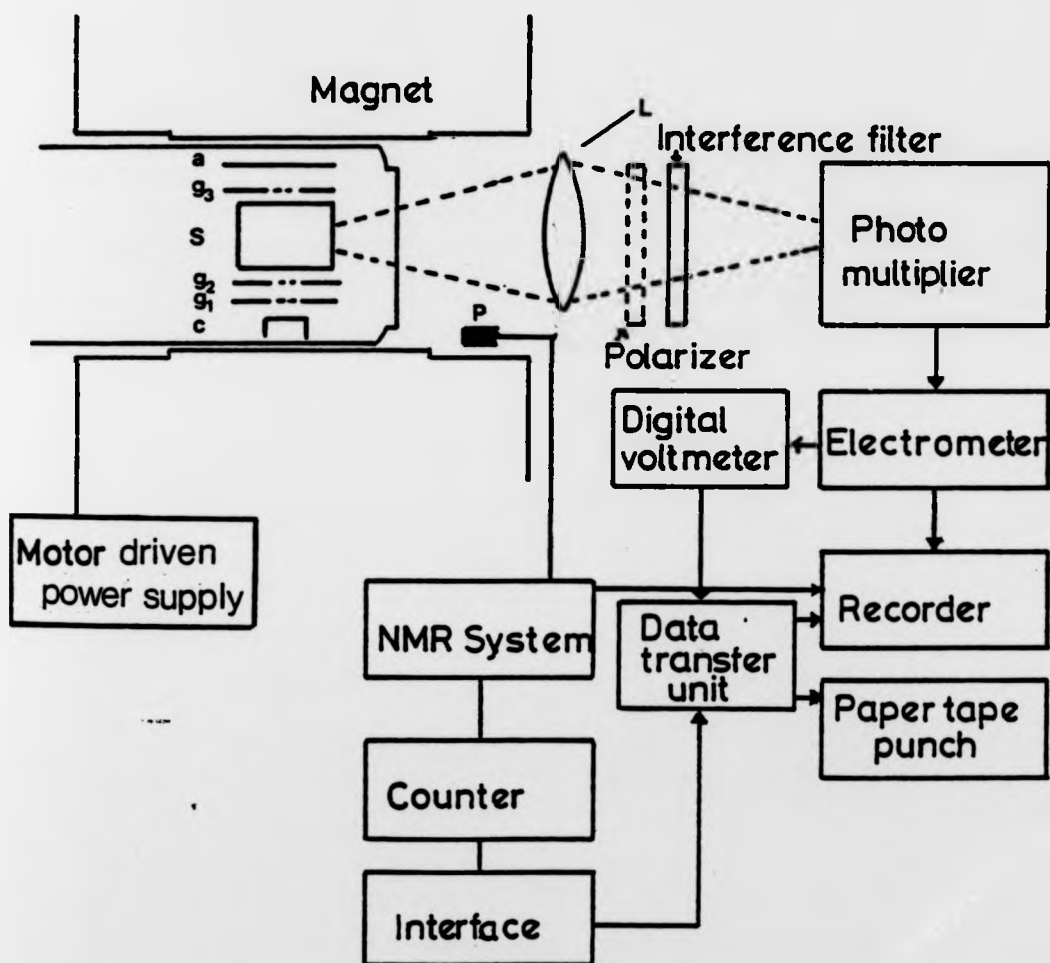 Magnet
L
Interference filter
a
g3
S
g2
g1
c
P
Polarizer
Photo
multiplier
Digital
voltmeter
Electrometer
Motor driven
power supply
NMR System
Data
transfer
unit
Recorder
Paper tape
punch
Counter
Interface